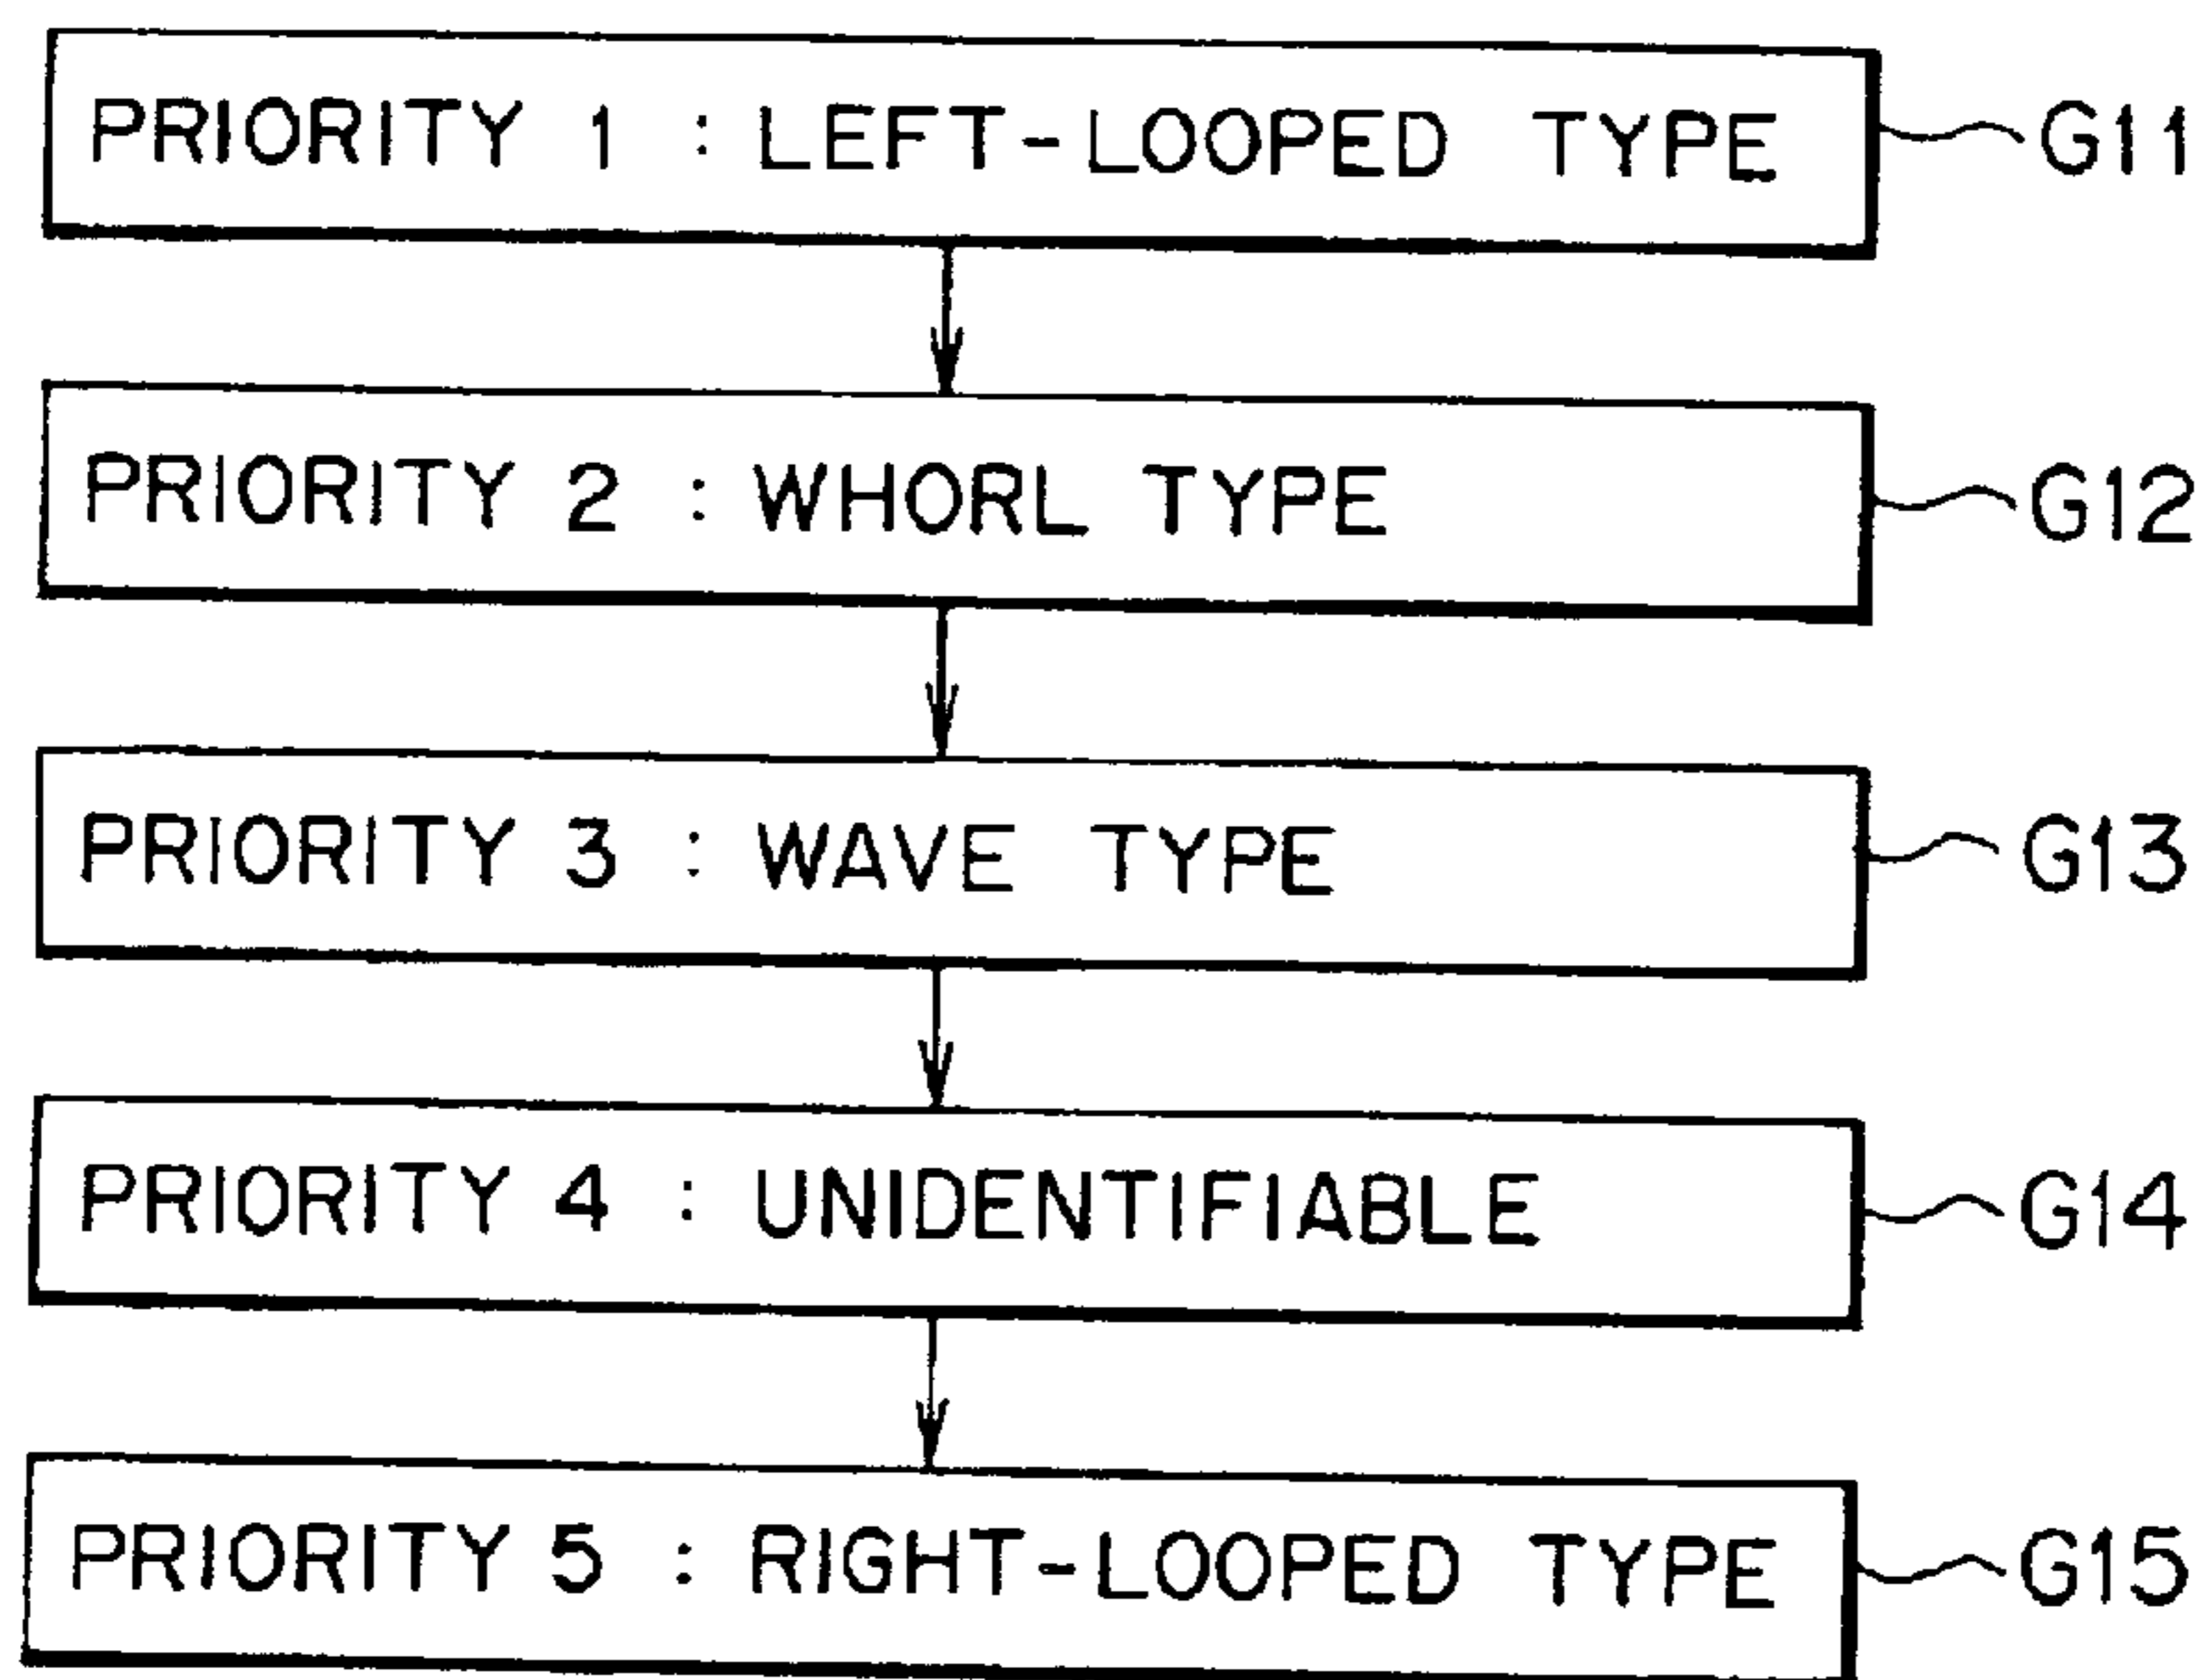 PRIORITY 1 : LEFT-LOOPED TYPE G11
PRIORITY 2 : WHORL TYPE G12
PRIORITY 3 : WAVE TYPE G13
PRIORITY 4 : UNIDENTIFIABLE G14
PRIORITY 5 : RIGHT-LOOPED TYPE G15